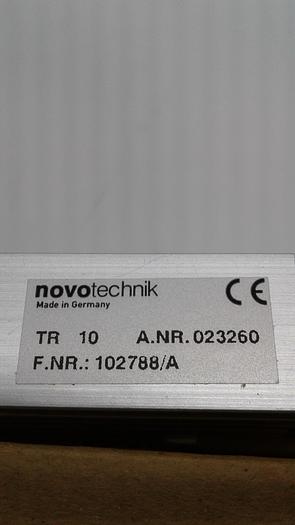 novotechnik CE
Made in Germany
TR 10 A.NR. 023260
F.NR.: 102788/A